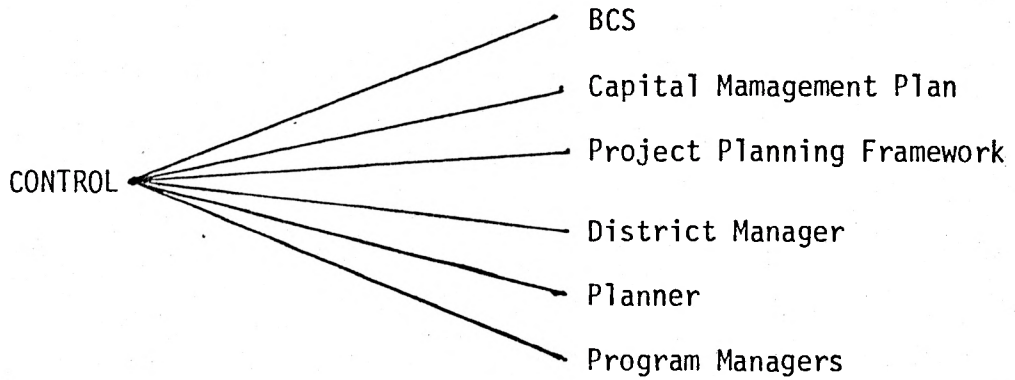 BCS
Capital Mamagement Plan
Project Planning Framework
CONTROL
District Manager
Planner
Program Managers